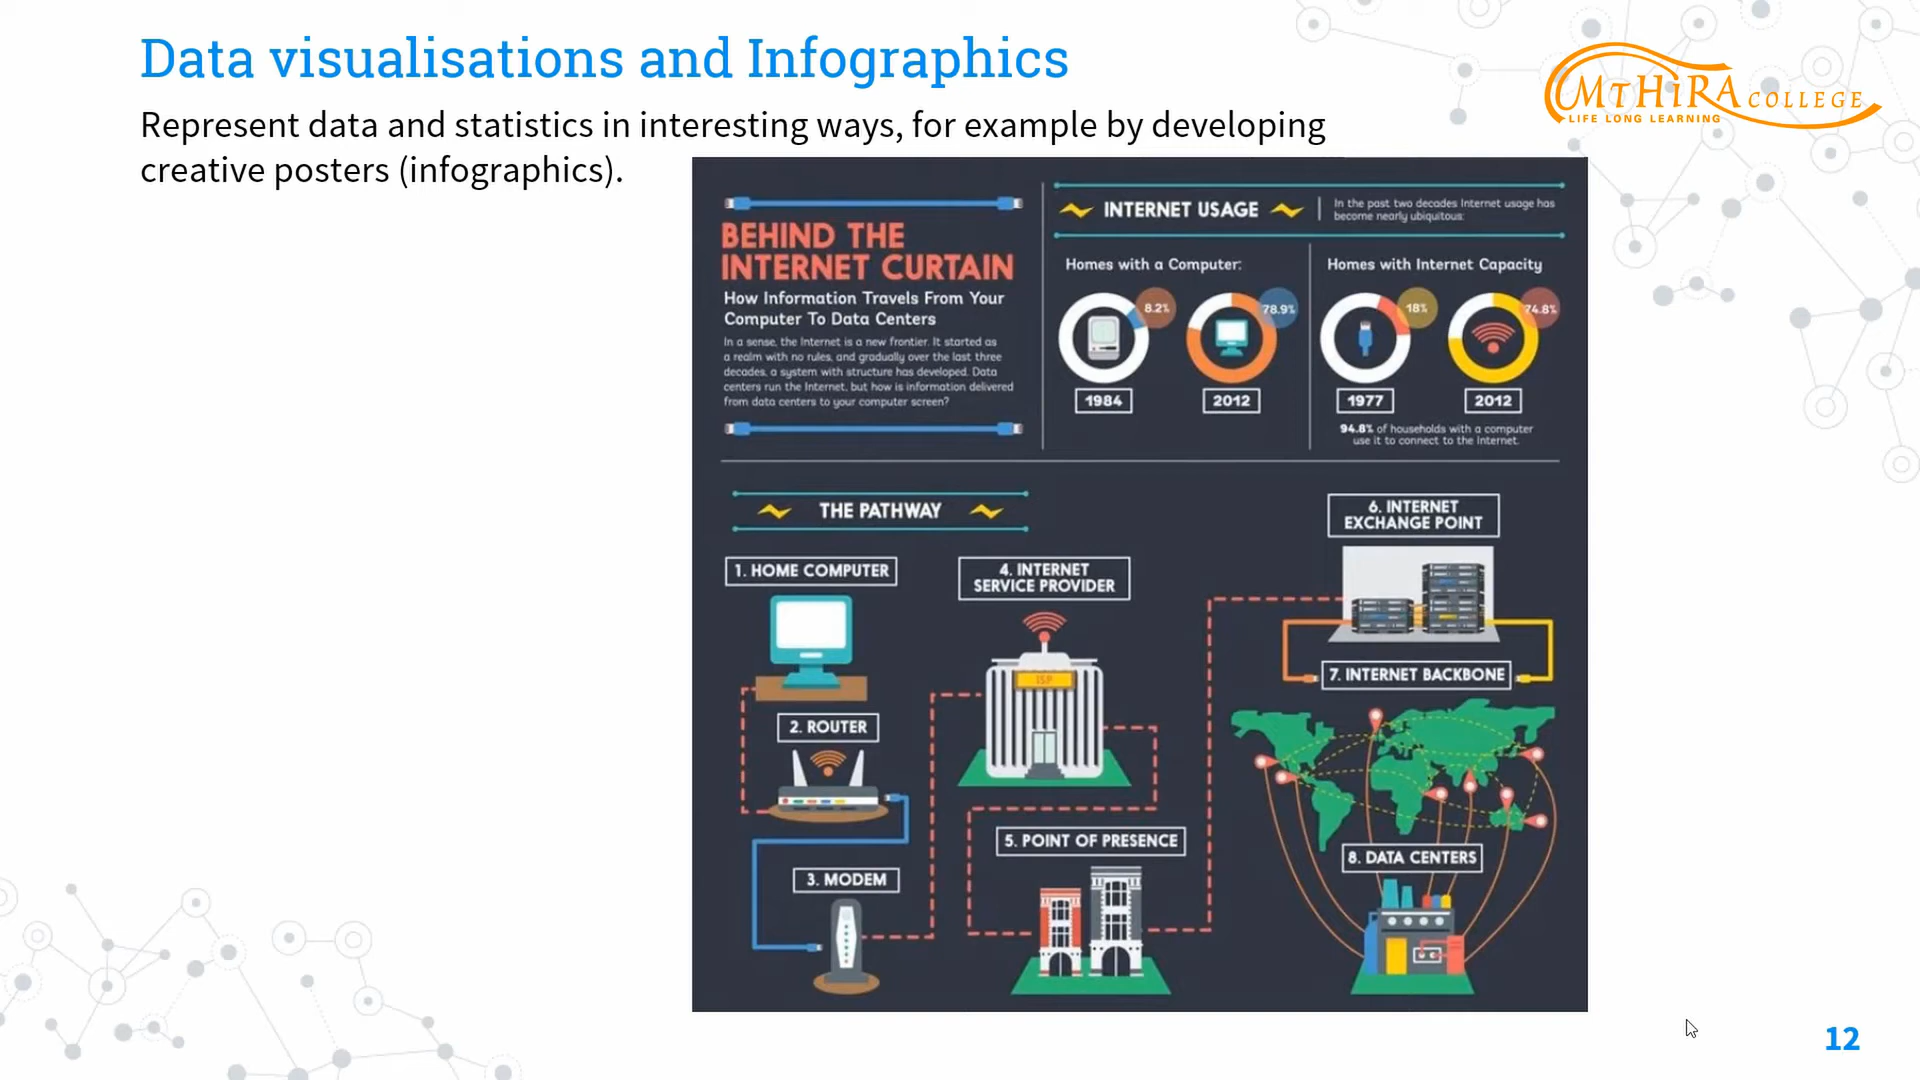 Data visualisations and Infographics
Represent data and statistics in interesting ways, for example by developing
creative posters (infographics).
MTHiRA COLLEGE
LIFE LONG LEARNING
BEHIND THE
INTERNET CURTAIN
How Information Travels From Your
Computer To Data Centers
In a sense, the Internet is a new frontier. It started as
a realm with no rules, and gradually over the last three
decades, a system with structure has developed. Data
centers run the Internet, but how is information delivered
from data centers to your computer screen?
INTERNET USAGE
In the past two decades Internet usage has
become nearly ubiquitous:
Homes with a Computer:
8.2%
78.9%
1984
2012
Homes with Internet Capacity
18%
74.8%
1977
2012
94.8% of households with a computer
use it to connect to the Internet.
THE PATHWAY
1. HOME COMPUTER
2. ROUTER
3. MODEM
4. INTERNET
SERVICE PROVIDER
ISP
5. POINT OF PRESENCE
6. INTERNET
EXCHANGE POINT
7. INTERNET BACKBONE
8. DATA CENTERS
12